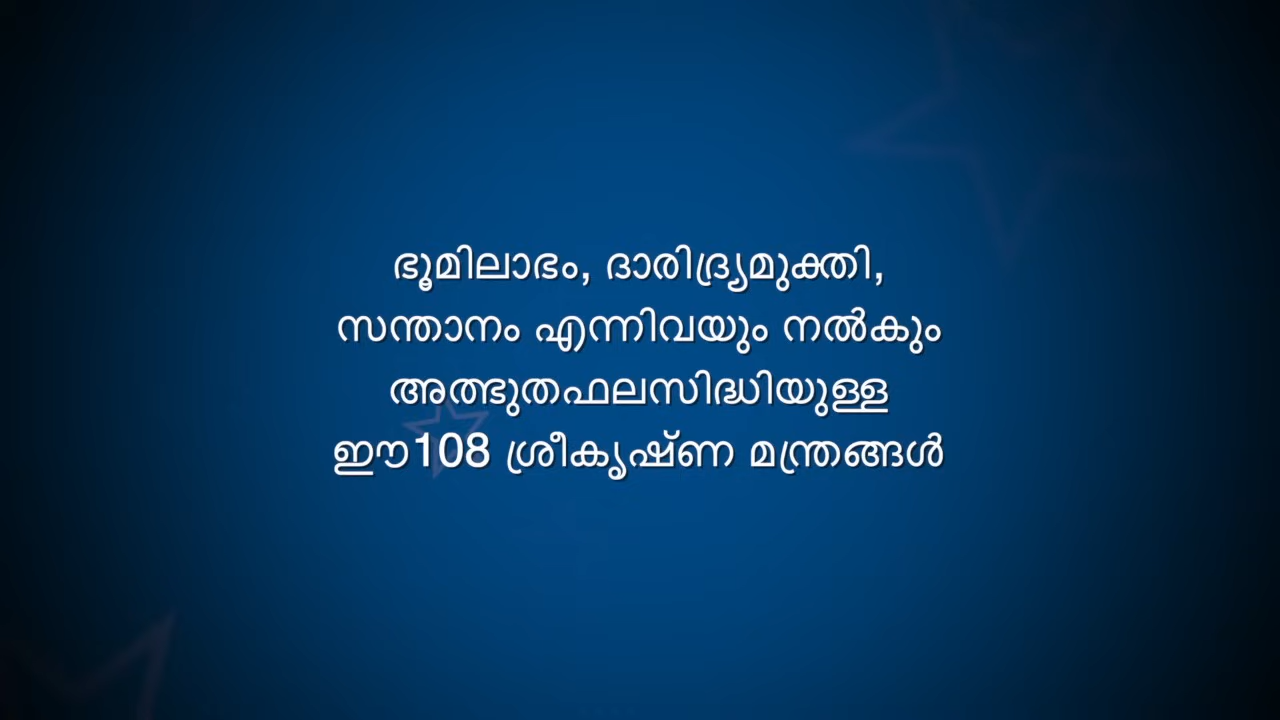 ഭൂമിലാഭം, ദാരിദ്ര്യമുക്തി,
സന്താനം എന്നിവയും നൽകും
അത്ഭുതഫലസിദ്ധിയുള്ള
ഈ108 ശ്രീകൃഷ്ണ മന്ത്രങ്ങൾ